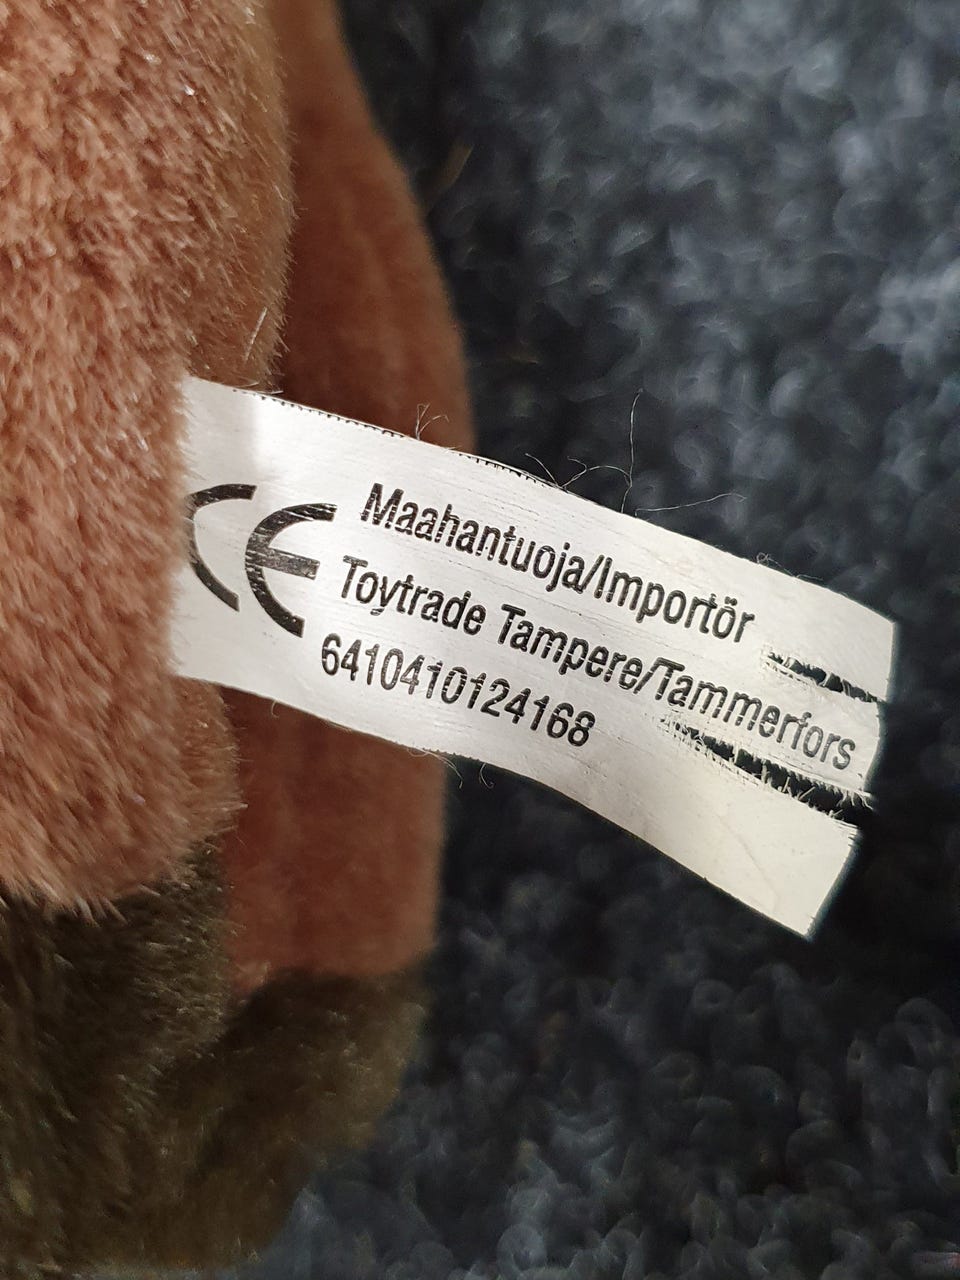 CE
Maahantuoja/Importör
Toytrade Tampere/Tammerfors
6410410124168